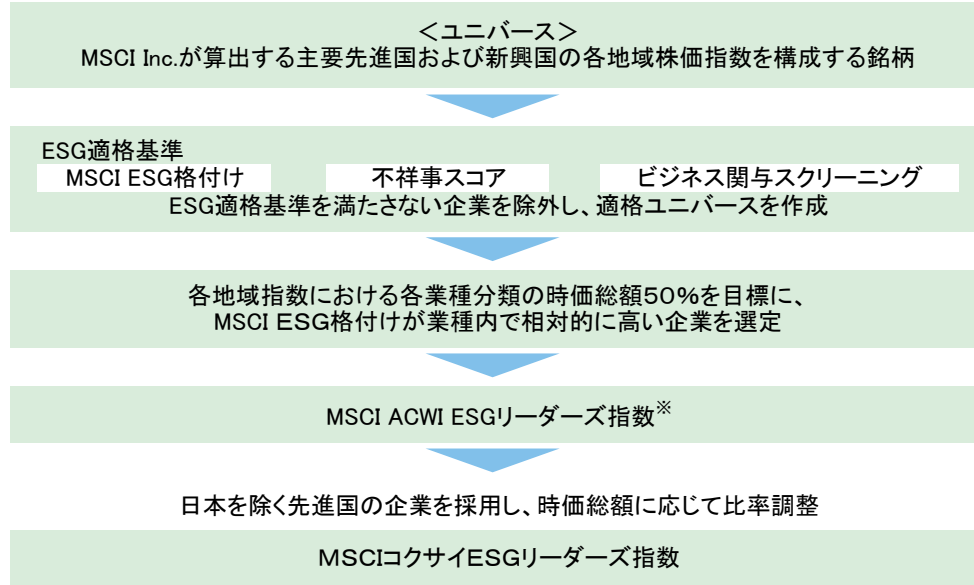 ＜ユニバース＞
MSCI Inc.が算出する主要先進国および新興国の各地域株価指数を構成する銘柄
ESG適格基準
MSCI ESG格付け 不祥事スコア ビジネス関与スクリーニング
ESG適格基準を満たさない企業を除外し、適格ユニバースを作成
各地域指数における各業種分類の時価総額50％を目標に、
MSCI ESG格付けが業種内で相対的に高い企業を選定
MSCI ACWI ESGリーダーズ指数※
日本を除く先進国の企業を採用し、時価総額に応じて比率調整
MSCIコクサイESGリーダーズ指数